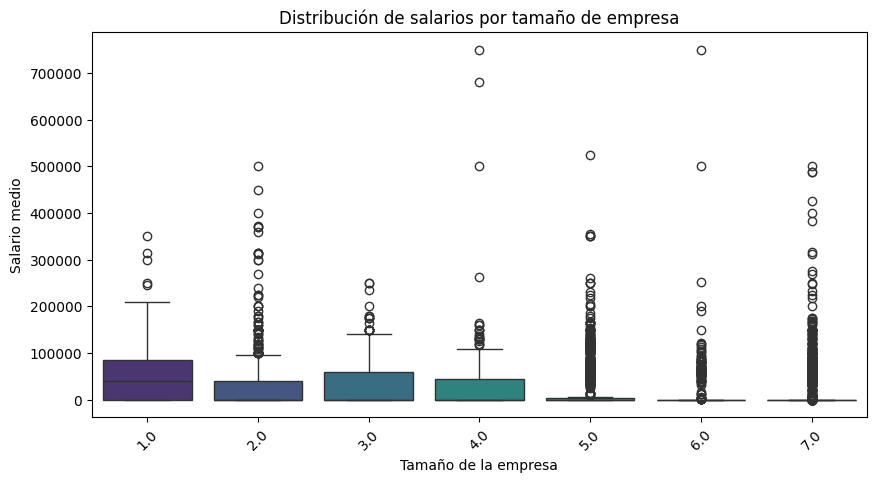 Distribución de salarios por tamaño de empresa
Salario medio
700000
600000
500000
400000
300000
200000
100000
0
1.0 2.0 3.0 4.0 5.0 6.0 7.0
Tamaño de la empresa